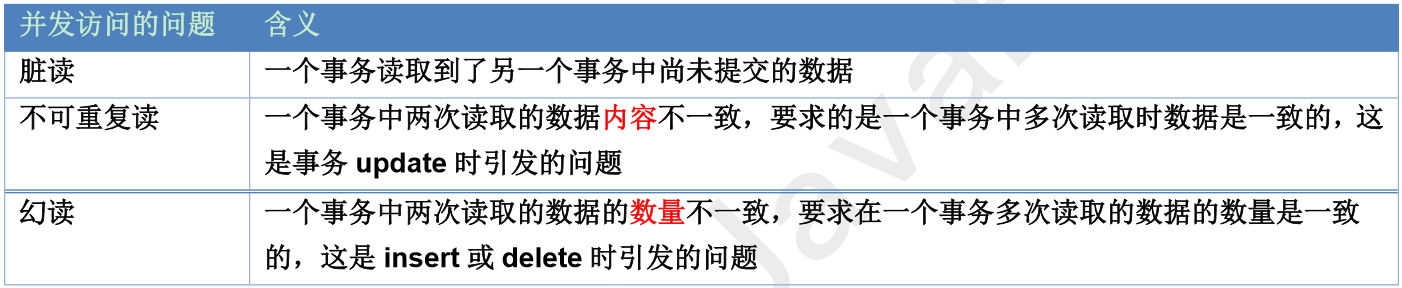 并发访问的问题 含义
脏读 一个事务读取到了另一个事务中尚未提交的数据
不可重复读 一个事务中两次读取的数据内容不一致，要求的是一个事务中多次读取时数据是一致的，这
是事务 update 时引发的问题
幻读 一个事务中两次读取的数据的数量不一致，要求在一个事务多次读取的数据的数量是一致
的，这是 insert 或 delete 时引发的问题
Java